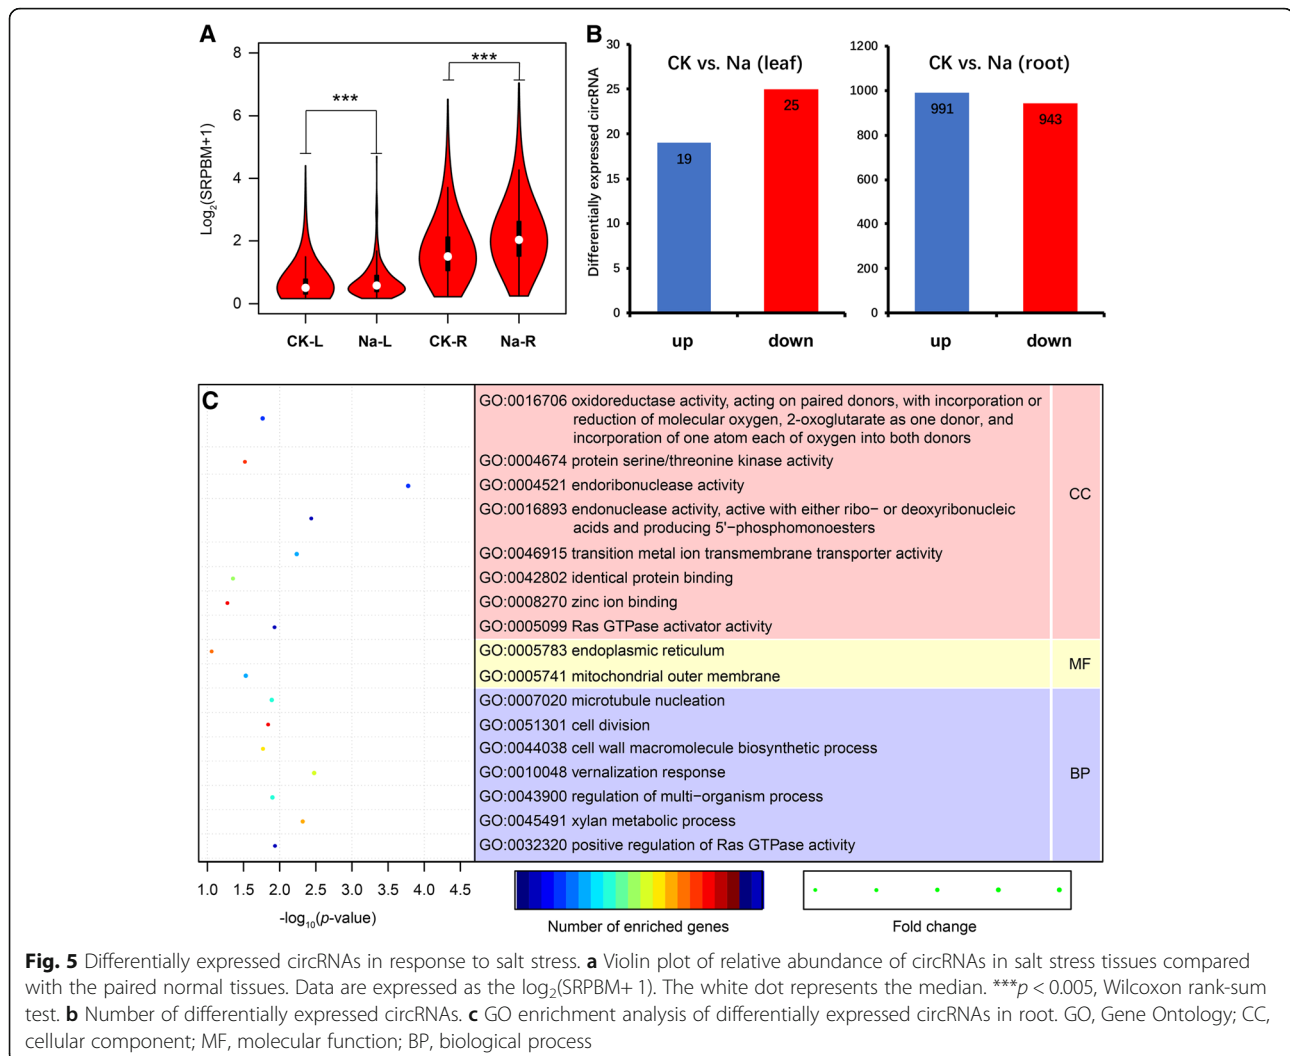 A
8
6
4
2
0
Log2(SRPBM+1)
***
***
CK-L Na-L CK-R Na-R
B
30
25
20
15
10
5
0
Differentially expressed circRNA
CK vs. Na (leaf)
19
25
up down
1200
1000
800
600
400
200
0
CK vs. Na (root)
991
943
up down
C
GO:0016706 oxidoreductase activity, acting on paired donors, with incorporation or
reduction of molecular oxygen, 2-oxoglutarate as one donor, and
incorporation of one atom each of oxygen into both donors
GO:0004674 protein serine/threonine kinase activity
GO:0004521 endoribonuclease activity
GO:0016893 endonuclease activity, active with either ribo− or deoxyribonucleic
acids and producing 5'−phosphomonoesters
GO:0046915 transition metal ion transmembrane transporter activity
GO:0042802 identical protein binding
GO:0008270 zinc ion binding
GO:0005099 Ras GTPase activator activity
CC
GO:0005783 endoplasmic reticulum
GO:0005741 mitochondrial outer membrane
MF
GO:0007020 microtubule nucleation
GO:0051301 cell division
GO:0044038 cell wall macromolecule biosynthetic process
GO:0010048 vernalization response
GO:0043900 regulation of multi−organism process
GO:0045491 xylan metabolic process
GO:0032320 positive regulation of Ras GTPase activity
BP
1.0 1.5 2.0 2.5 3.0 3.5 4.0 4.5
-log10(p-value)
Number of enriched genes
Fold change
Fig. 5 Differentially expressed circRNAs in response to salt stress. a Violin plot of relative abundance of circRNAs in salt stress tissues compared
with the paired normal tissues. Data are expressed as the log2(SRPBM+ 1). The white dot represents the median. ***p < 0.005, Wilcoxon rank-sum
test. b Number of differentially expressed circRNAs. c GO enrichment analysis of differentially expressed circRNAs in root. GO, Gene Ontology; CC,
cellular component; MF, molecular function; BP, biological process